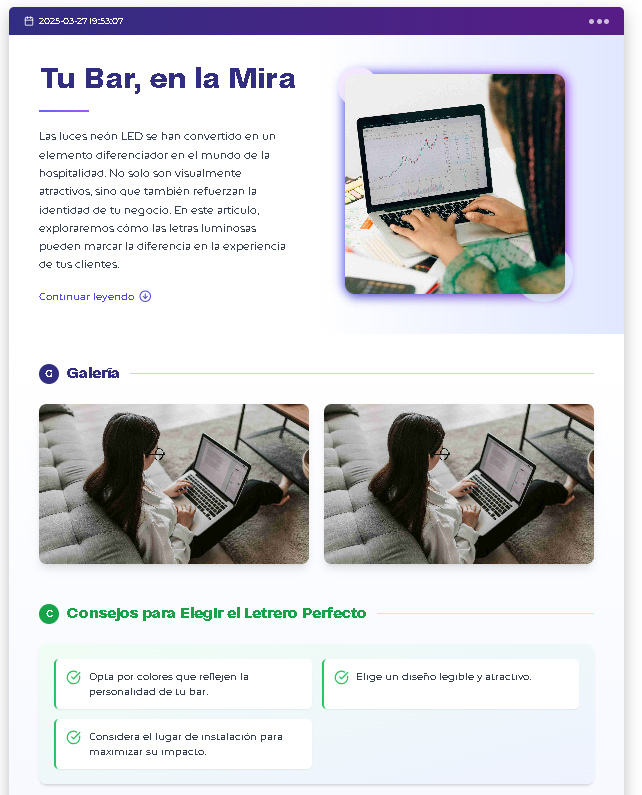 2025-03-27 19:53:07
Tu Bar, en la Mira
Las luces neón LED se han convertido en un
elemento diferenciador en el mundo de la
hospitalidad. No solo son visualmente
atractivos, sino que también refuerzan la
identidad de tu negocio. En este artículo,
exploraremos cómo las letras luminosas
pueden marcar la diferencia en la experiencia
de tus clientes.
Continuar leyendo
G Galería
C Consejos para Elegir el Letrero Perfecto
Opta por colores que reflejen la
personalidad de tu bar.
Elige un diseño legible y atractivo.
Considera el lugar de instalación para
maximizar su impacto.